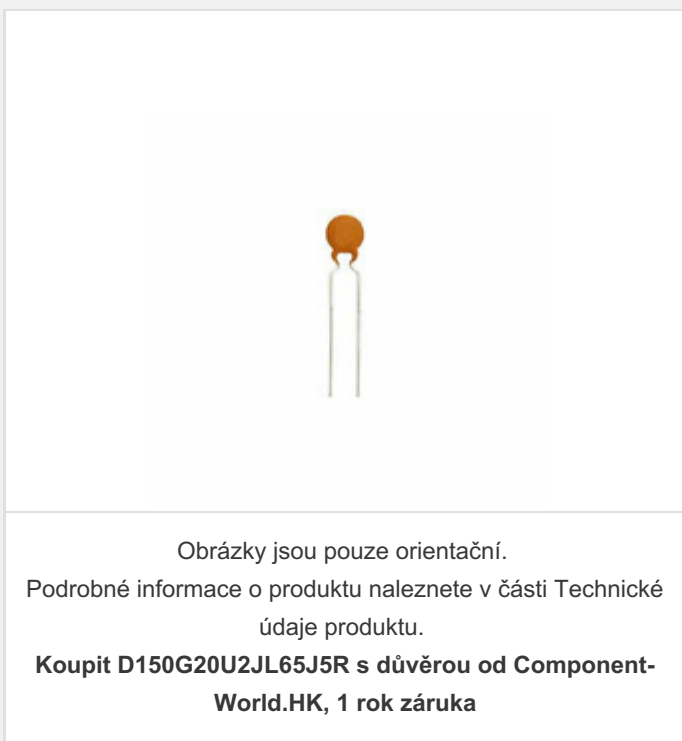 Obrázky jsou pouze orientační.
Podrobné informace o produktu naleznete v části Technické
údaje produktu.
Koupit D150G20U2JL65J5R s důvěrou od Component-
World.HK, 1 rok záruka